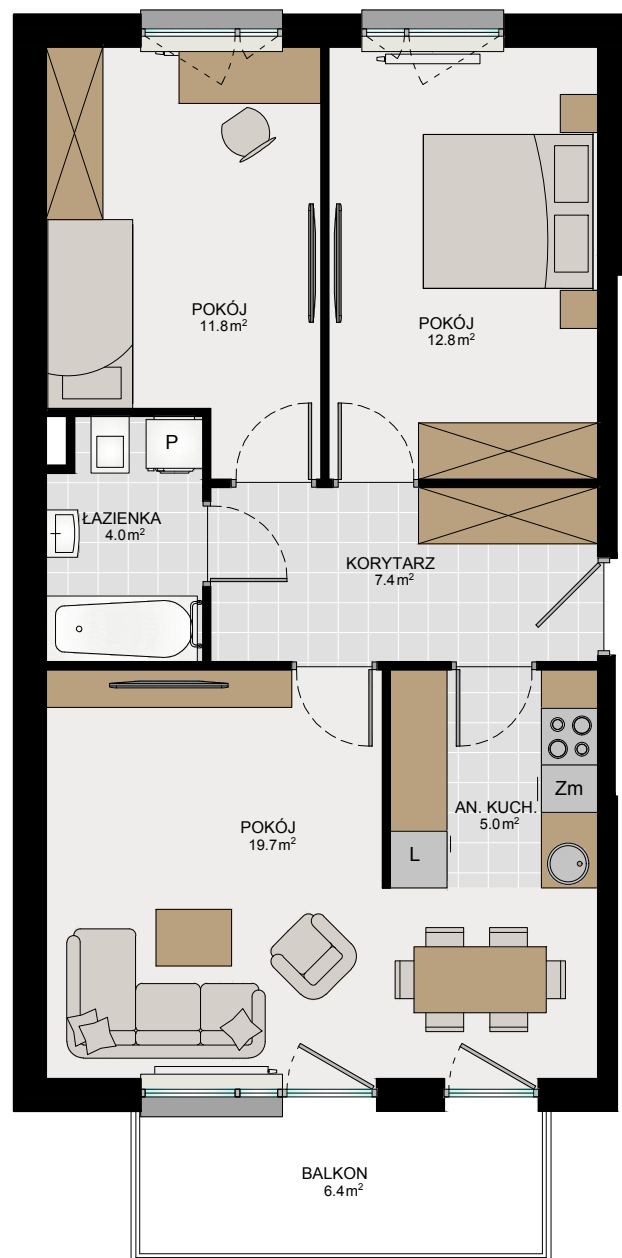 POKÓJ
11.8m²
POKÓJ
12.8m²
P
ŁAZIENKA
4.0m²
KORYTARZ
7.4m²
Zm
AN. KUCH.
5.0m²
POKÓJ
19.7m²
L
BALKON
6.4m²